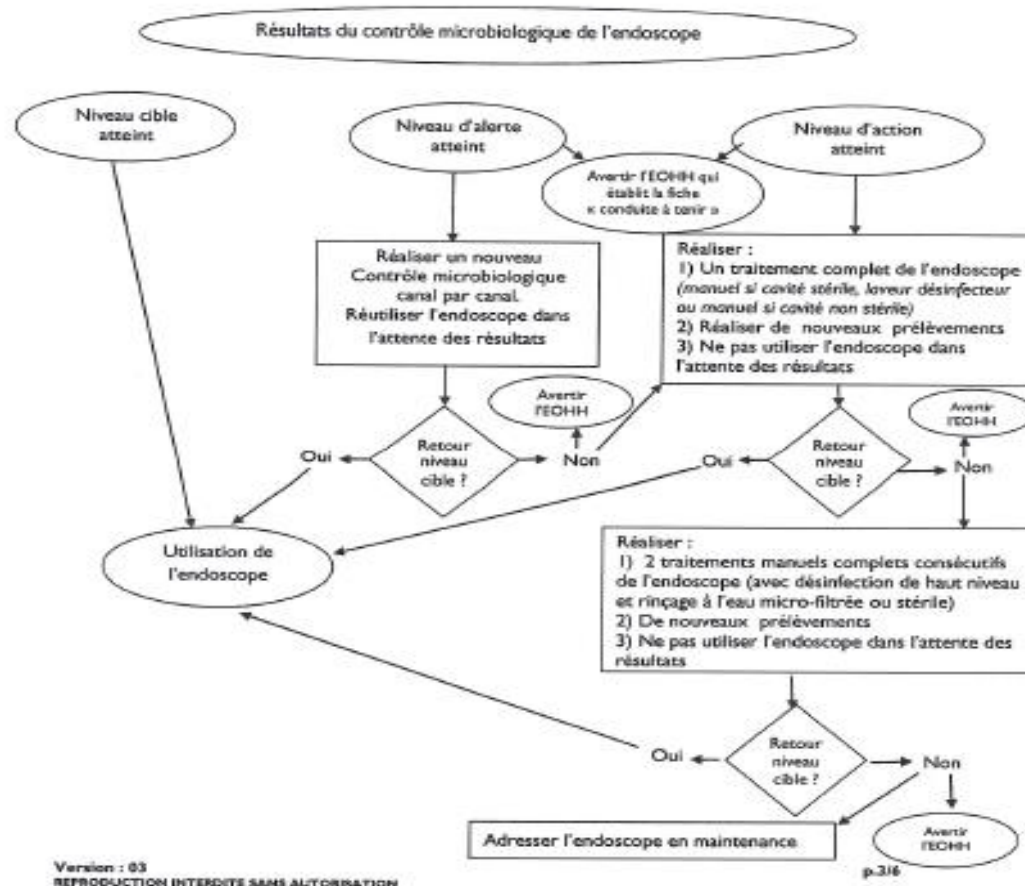 Résultats du contrôle microbiologique de l'endoscope
Niveau cible
atteint
Niveau d'alerte
atteint
Niveau d'action
atteint
Avertir l'EOHH qui
établit la fiche
« conduite à tenir »
Réaliser un nouveau
Contrôle microbiologique
canal par canal.
Réutiliser l'endoscope dans
l'attente des résultats
Réaliser :
1) Un traitement complet de l'endoscope
(manuel si cavité stérile, laveur désinfecteur
ou manuel si cavité non stérile)
2) Réaliser de nouveaux prélèvements
3) Ne pas utiliser l'endoscope dans
l'attente des résultats
Avertir
l'EOHH
Avertir
l'EOHH
Oui
Retour
niveau
cible ?
Non
Oui
Retour
niveau
cible ?
Non
Utilisation de
l'endoscope
Réaliser :
1) 2 traitements manuels complets consécutifs
de l'endoscope (avec désinfection de haut niveau
et rinçage à l'eau micro-filtrée ou stérile)
2) De nouveaux prélèvements
3) Ne pas utiliser l'endoscope dans l'attente des
résultats
Oui
Retour
niveau
cible ?
Non
Adresser l'endoscope en maintenance
Avertir
l'EOHH
Version : 03
REPRODUCTION INTERDITE SANS AUTORISATION
p.3/6